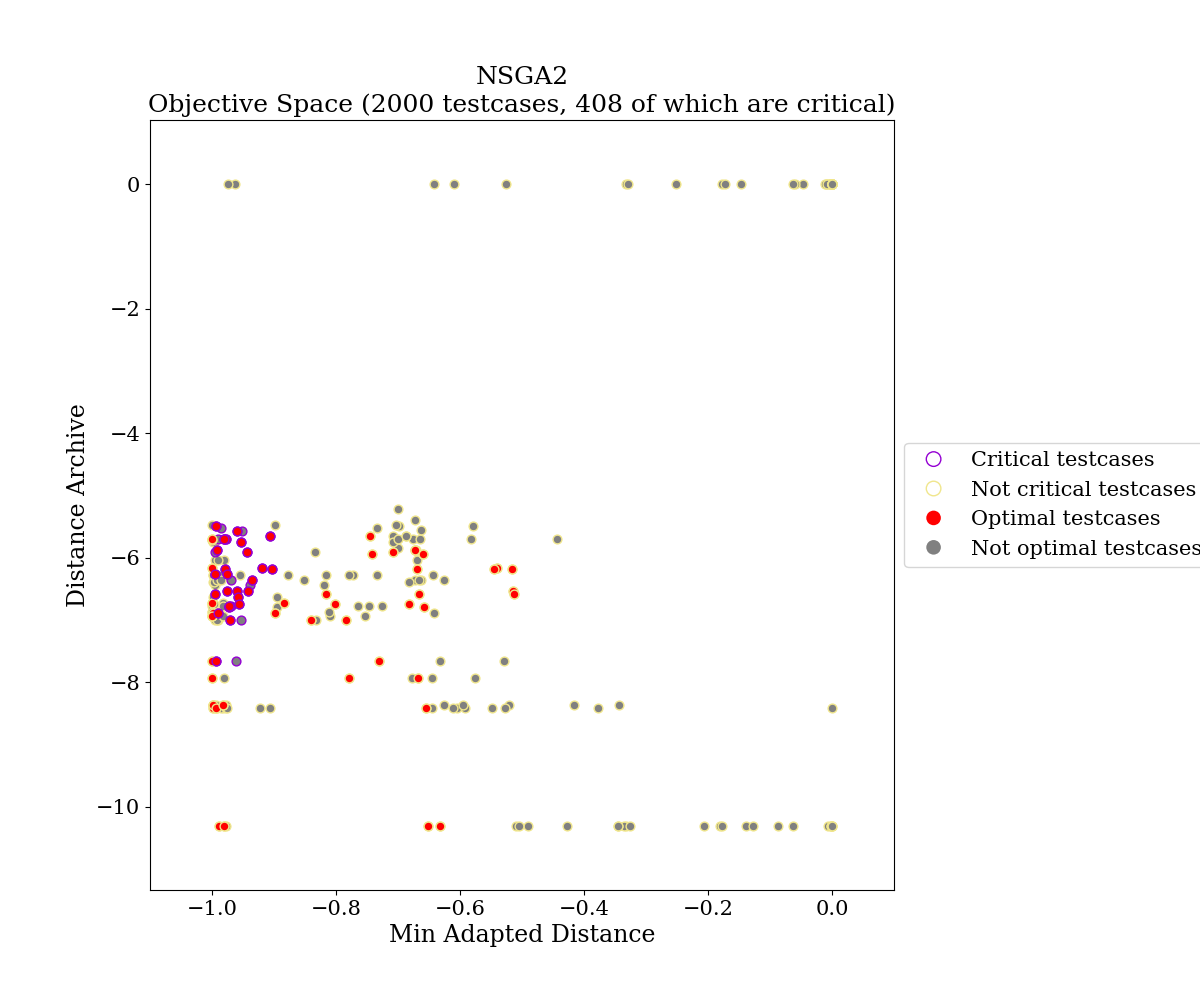 NSGA2
Objective Space (2000 testcases, 408 of which are critical)
0
−2
−4
−6
−8
−10
Distance Archive
−1.0
−0.8
−0.6
−0.4
−0.2
0.0
Min Adapted Distance
Critical testcases
Not critical testcases
Optimal testcases
Not optimal testcases